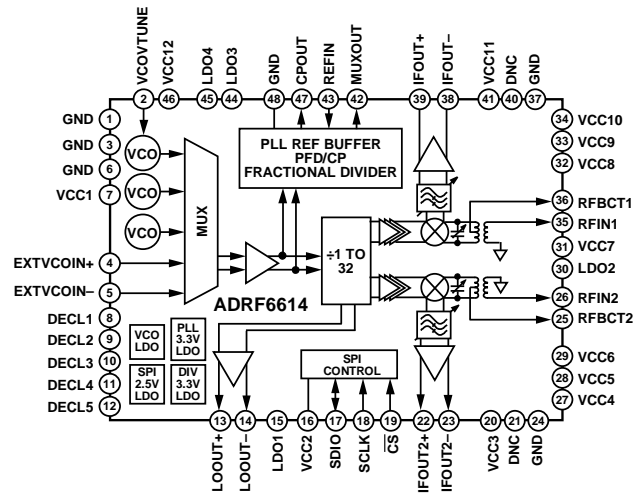 VCOVTUNE
VCC12
LDO4
LDO3
GND
CPOUT
REFIN
MUXOUT
IFOUT+
IFOUT–
VCC11
DNC
GND
2
46
45
44
48
47
43
42
39
38
41
40
37
GND 1
GND 3
GND 6
VCC1 7
EXTVCOIN+ 4
EXTVCOIN– 5
DECL1 8
DECL2 9
DECL3 10
DECL4 11
DECL5 12
VCO
VCO
VCO
MUX
PLL REF BUFFER
PFD/CP
FRACTIONAL DIVIDER
÷1 TO
32
ADRF6614
VCO
LDO
PLL
3.3V
LDO
SPI
2.5V
LDO
DIV
3.3V
LDO
SPI
CONTROL
34 VCC10
33 VCC9
32 VCC8
36 RFBCT1
35 RFIN1
31 VCC7
30 LDO2
26 RFIN2
25 RFBCT2
29 VCC6
28 VCC5
27 VCC4
13
14
15
16
17
18
19
22
23
20
21
24
LOOUT+
LOOUT–
LDO1
VCC2
SDIO
SCLK
CS
IFOUT2+
IFOUT2–
VCC3
DNC
GND